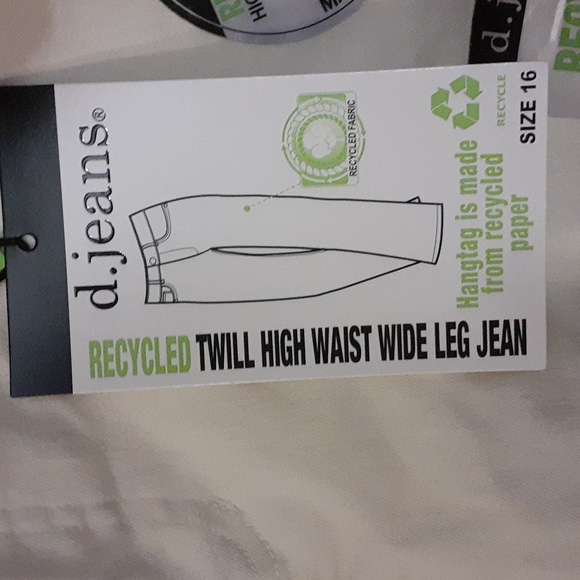 d.jeans®
RECYCLED FABRIC
RECYCLE
SIZE 16
Hangtag is made
from recycled
paper
RECYCLED TWILL HIGH WAIST WIDE LEG JEAN
d.